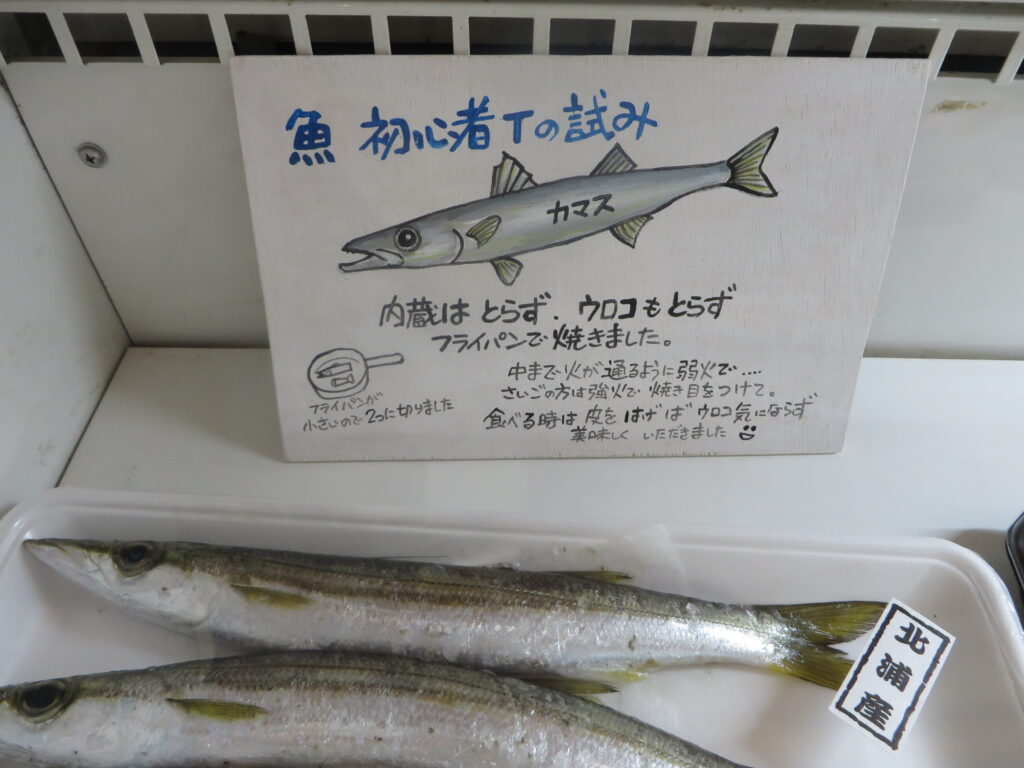 魚 初心者Tの試み
カマス
内蔵は とらず、ウロコもとらず
フライパンで焼きました。
中まで火が通るように弱火で‥‥
さいごの方は強火で焼き目をつけて。
食べる時は皮をはげばウロコ気にならず
美味しく いただきました
フライパンが
小さいので2つに切りました
北浦産